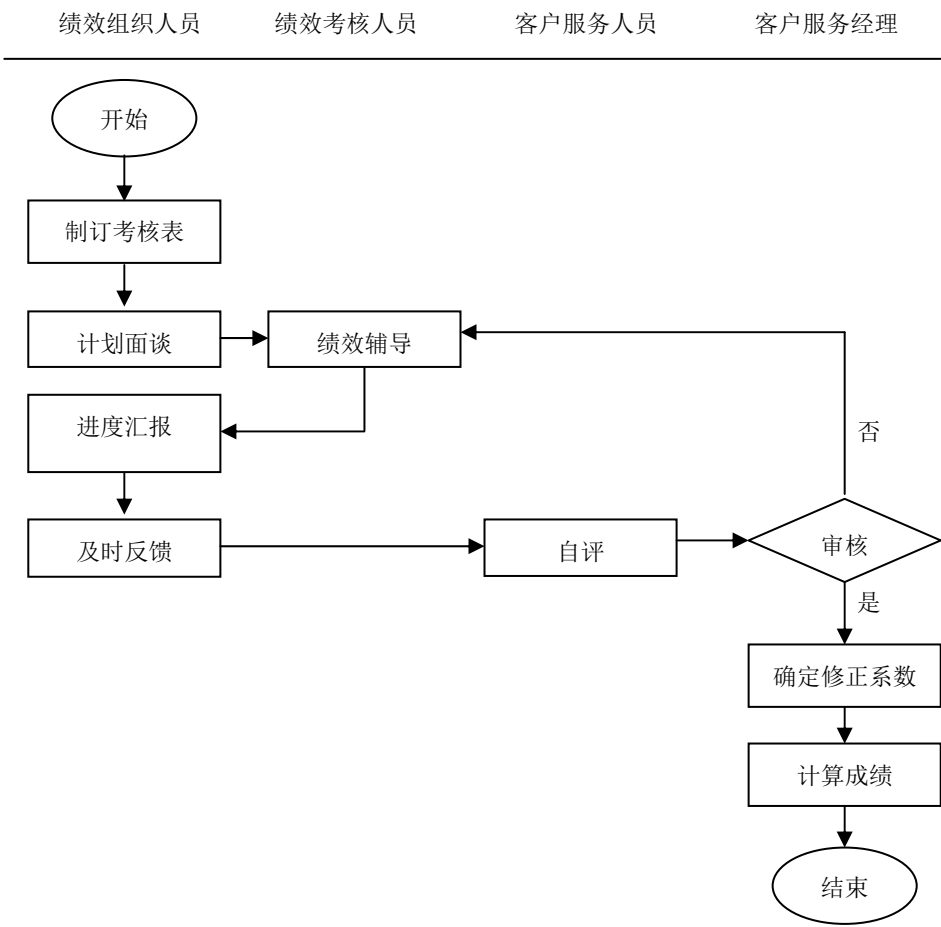 绩效组织人员 绩效考核人员 客户服务人员 客户服务经理
开始
制订考核表
计划面谈 绩效辅导
进度汇报
否
及时反馈 自评 审核
是
确定修正系数
计算成绩
结束